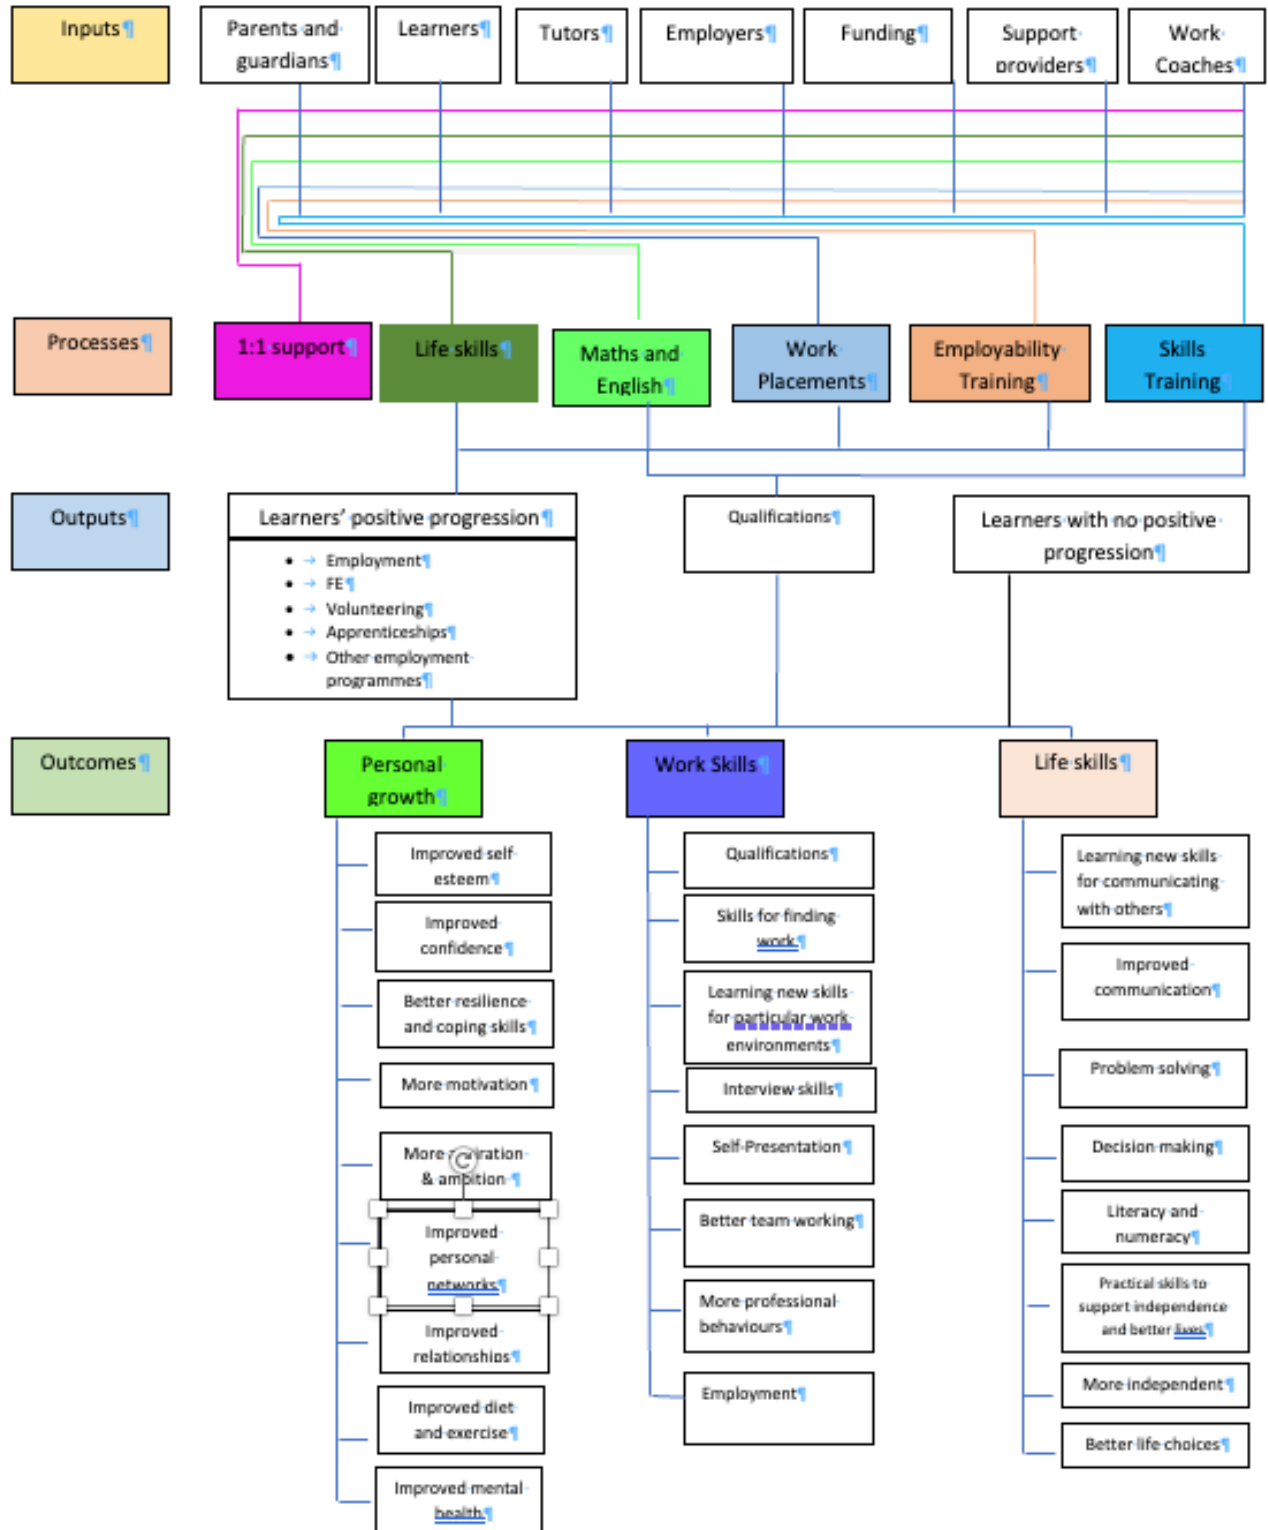 Inputs¶
Parents and
guardians¶
Learners¶
Tutors¶
Employers¶
Funding¶
Support
providers¶
Work
Coaches¶
Processes¶
1:1 support¶
Life skills¶
Maths and
English¶
Work
Placements¶
Employability
Training¶
Skills
Training¶
Outputs¶
Learners’ positive progression¶
• → Employment¶
• → FE¶
• → Volunteering¶
• → Apprenticeships¶
• → Other employment
programmes¶
Qualifications¶
Learners with no positive
progression¶
Outcomes¶
Personal
growth¶
Improved self
esteem¶
Improved
confidence¶
Better resilience
and coping skills¶
More motivation¶
More
& ambition¶
Improved
personal
networks¶
Improved
relationships¶
Improved diet
and exercise¶
Improved mental
health¶
Work Skills¶
Qualifications¶
Skills for finding
work¶
Learning new skills
for particular work
environments¶
Interview skills¶
Self-Presentation¶
Better team working¶
More professional
behaviours¶
Employment¶
Life skills¶
Learning new skills
for communicating
with others¶
Improved
communication¶
Problem solving¶
Decision making¶
Literacy and
numeracy¶
Practical skills to
support independence
and better lives¶
More independent¶
Better life choices¶